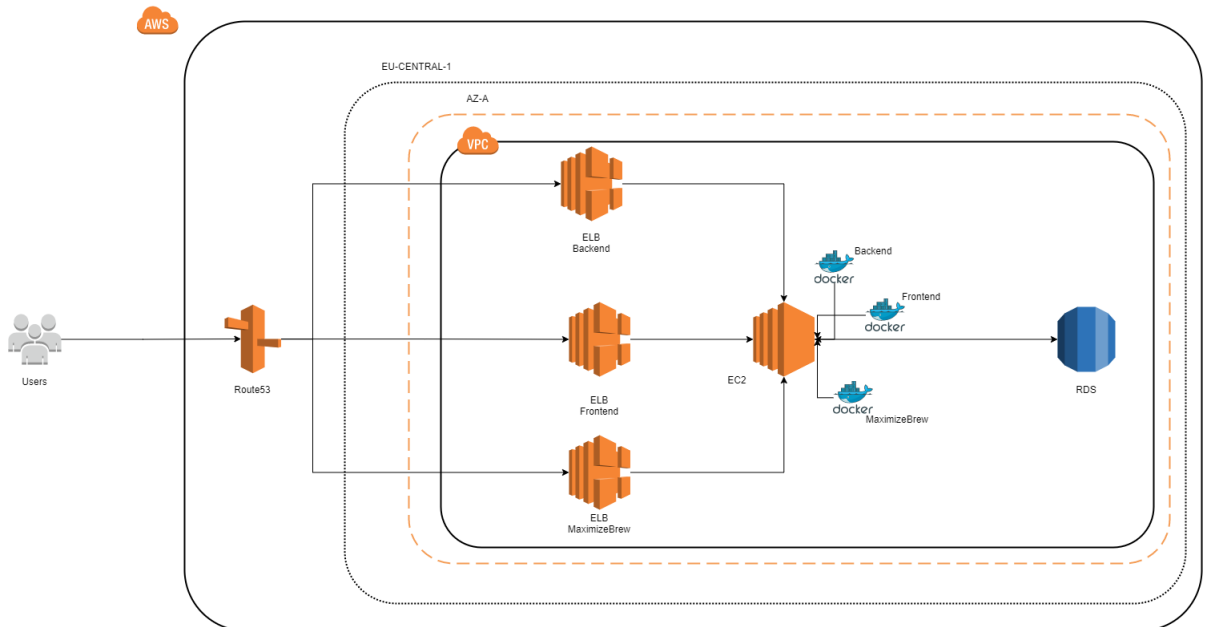 AWS
EU-CENTRAL-1
AZ-A
VPC
ELB
Backend
Backend
docker
Frontend
docker
Users
Route53
ELB
Frontend
EC2
RDS
docker
MaximizeBrew
ELB
MaximizeBrew